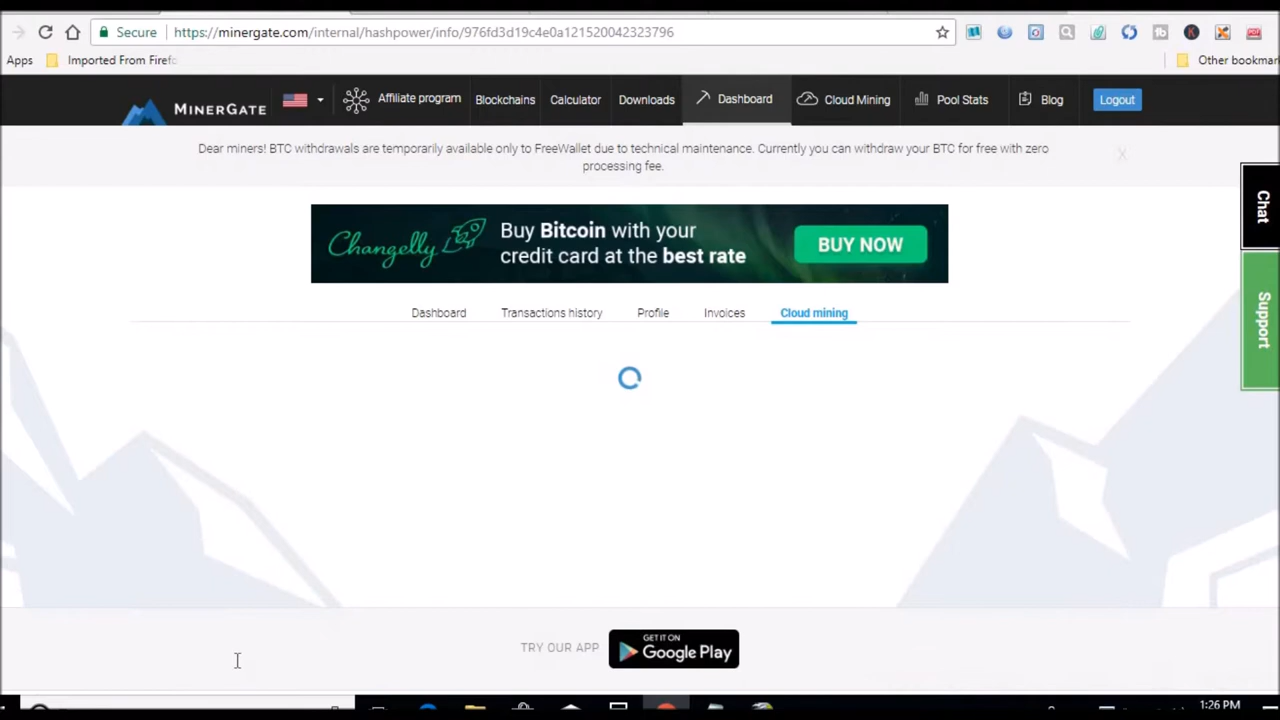 Secure https://minergate.com/internal/hashpower/info/976fd3d19c4e0a121520042323796
Apps Imported From Firef Other bookmar
MINERGATE Affiliate program Blockchains Calculator Downloads Dashboard Cloud Mining Pool Stats Blog Logout
Dear miners! BTC withdrawals are temporarily available only to FreeWallet due to technical maintenance. Currently you can withdraw your BTC for free with zero
processing fee.
X
Chat
Changelly Buy Bitcoin with your
credit card at the best rate
BUY NOW
Support
Dashboard Transactions history Profile Invoices Cloud mining
TRY OUR APP
GET IT ON
Google Play
1:26 PM